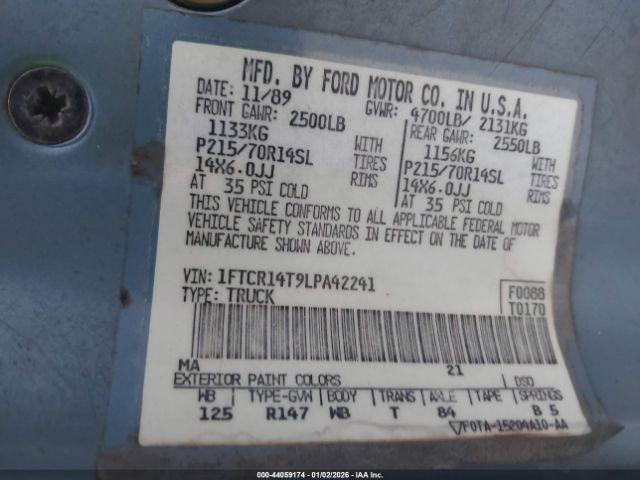 MFD. BY FORD MOTOR CO. IN U.S.A.
DATE: 11/89 GVWR: 4700LB/ 2131KG
FRONT GAWR: 2500LB REAR GAWR: 2550LB
1133KG WITH 1156KG WITH
P215/70R14SL TIRES P215/70R14SL TIRES
14X6.0JJ RIMS 14X6.0JJ RIMS
AT 35 PSI COLD AT 35 PSI COLD
THIS VEHICLE CONFORMS TO ALL APPLICABLE FEDERAL MOTOR
VEHICLE SAFETY STANDARDS IN EFFECT ON THE DATE OF
MANUFACTURE SHOWN ABOVE.
VIN: 1FTCR14T9LPA42241
TYPE: TRUCK
F0088
T0170
MA 21
EXTERIOR PAINT COLORS DSO
WB TYPE-GVW BODY TRANS AXLE TAPE SPRINGS
125 R147 WB T 84 B 5
F0TA-15204A10-AA
000-44059174 | 01/02/2026 - COPYRIGHT IAA, LLC